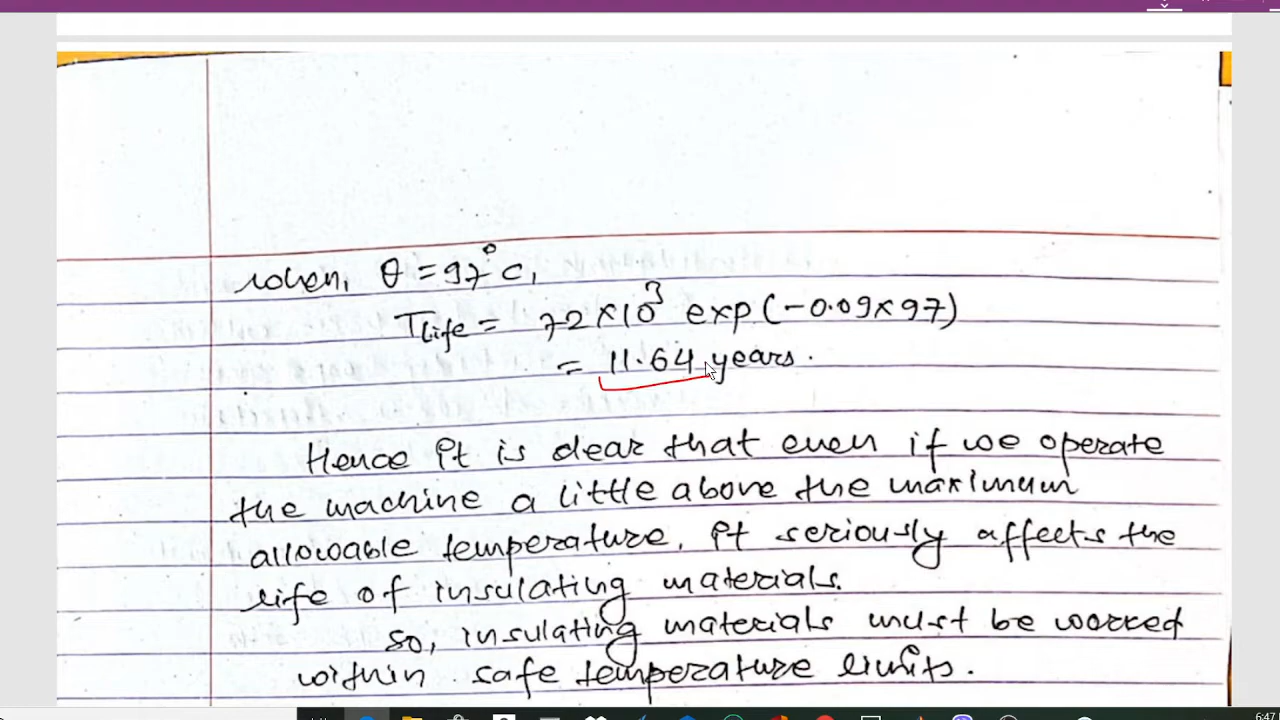 when, θ = 97°C,
Tlife = 72×10³ exp(-0.09×97)
= 11.64 years.
Hence it is clear that even if we operate
the machine a little above the maximum
allowable temperature, it seriously affects the
life of insulating materials.
so, insulating materials must be worked
within safe temperature limits.
6:47